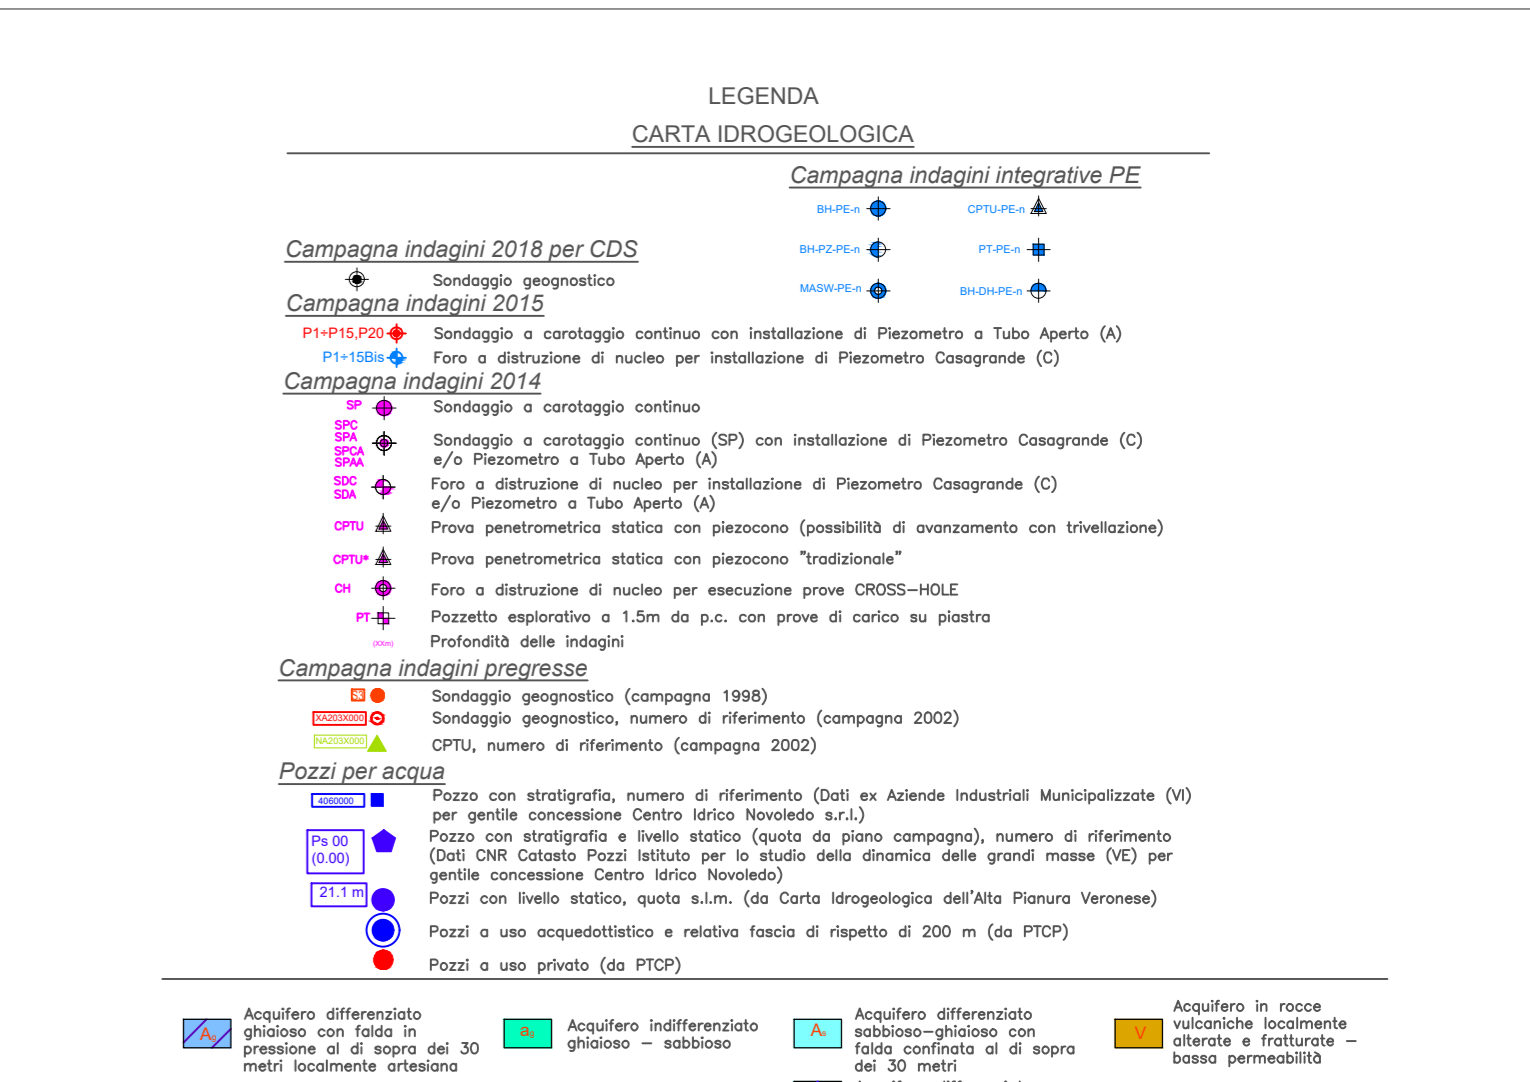 LEGENDA
CARTA IDROGEOLOGICA
Campagna indagini integrative PE
BH-PE-n
CPTU-PE-n
BH-PZ-PE-n
PT-PE-n
MASW-PE-n
BH-DH-PE-n
Campagna indagini 2018 per CDS
Sondaggio geognostico
Campagna indagini 2015
P1÷P15,P20 Sondaggio a carotaggio continuo con installazione di Piezometro a Tubo Aperto (A)
P1÷15Bis Foro a distruzione di nucleo per installazione di Piezometro Casagrande (C)
Campagna indagini 2014
SP Sondaggio a carotaggio continuo
SPC
SPA
SPCA
SPAA
Sondaggio a carotaggio continuo (SP) con installazione di Piezometro Casagrande (C)
e/o Piezometro a Tubo Aperto (A)
SDC
SDA
Foro a distruzione di nucleo per installazione di Piezometro Casagrande (C)
e/o Piezometro a Tubo Aperto (A)
CPTU Prova penetrometrica statica con piezocono (possibilità di avanzamento con trivellazione)
CPTU* Prova penetrometrica statica con piezocono "tradizionale"
CH Foro a distruzione di nucleo per esecuzione prove CROSS-HOLE
PT Pozzetto esplorativo a 1.5m da p.c. con prove di carico su piastra
(XXm) Profondità delle indagini
Campagna indagini pregresse
S3 Sondaggio geognostico (campagna 1998)
XA203X000 Sondaggio geognostico, numero di riferimento (campagna 2002)
NA203X000 CPTU, numero di riferimento (campagna 2002)
Pozzi per acqua
4060000 Pozzo con stratigrafia, numero di riferimento (Dati ex Aziende Industriali Municipalizzate (VI)
per gentile concessione Centro Idrico Novoledo s.r.l.)
Ps 00
(0.00)
Pozzo con stratigrafia e livello statico (quota da piano campagna), numero di riferimento
(Dati CNR Catasto Pozzi Istituto per lo studio della dinamica delle grandi masse (VE) per
gentile concessione Centro Idrico Novoledo)
21.1 m Pozzi con livello statico, quota s.l.m. (da Carta Idrogeologica dell'Alta Pianura Veronese)
Pozzi a uso acquedottistico e relativa fascia di rispetto di 200 m (da PTCP)
Pozzi a uso privato (da PTCP)
Ag
Acquifero differenziato
ghiaioso con falda in
pressione al di sopra dei 30
metri localmente artesiana
ag
Acquifero indifferenziato
ghiaioso – sabbioso
As
Acquifero differenziato
sabbioso-ghiaioso con
falda confinata al di sopra
dei 30 metri
V
Acquifero in rocce
vulcaniche localmente
alterate e fratturate –
bassa permeabilità